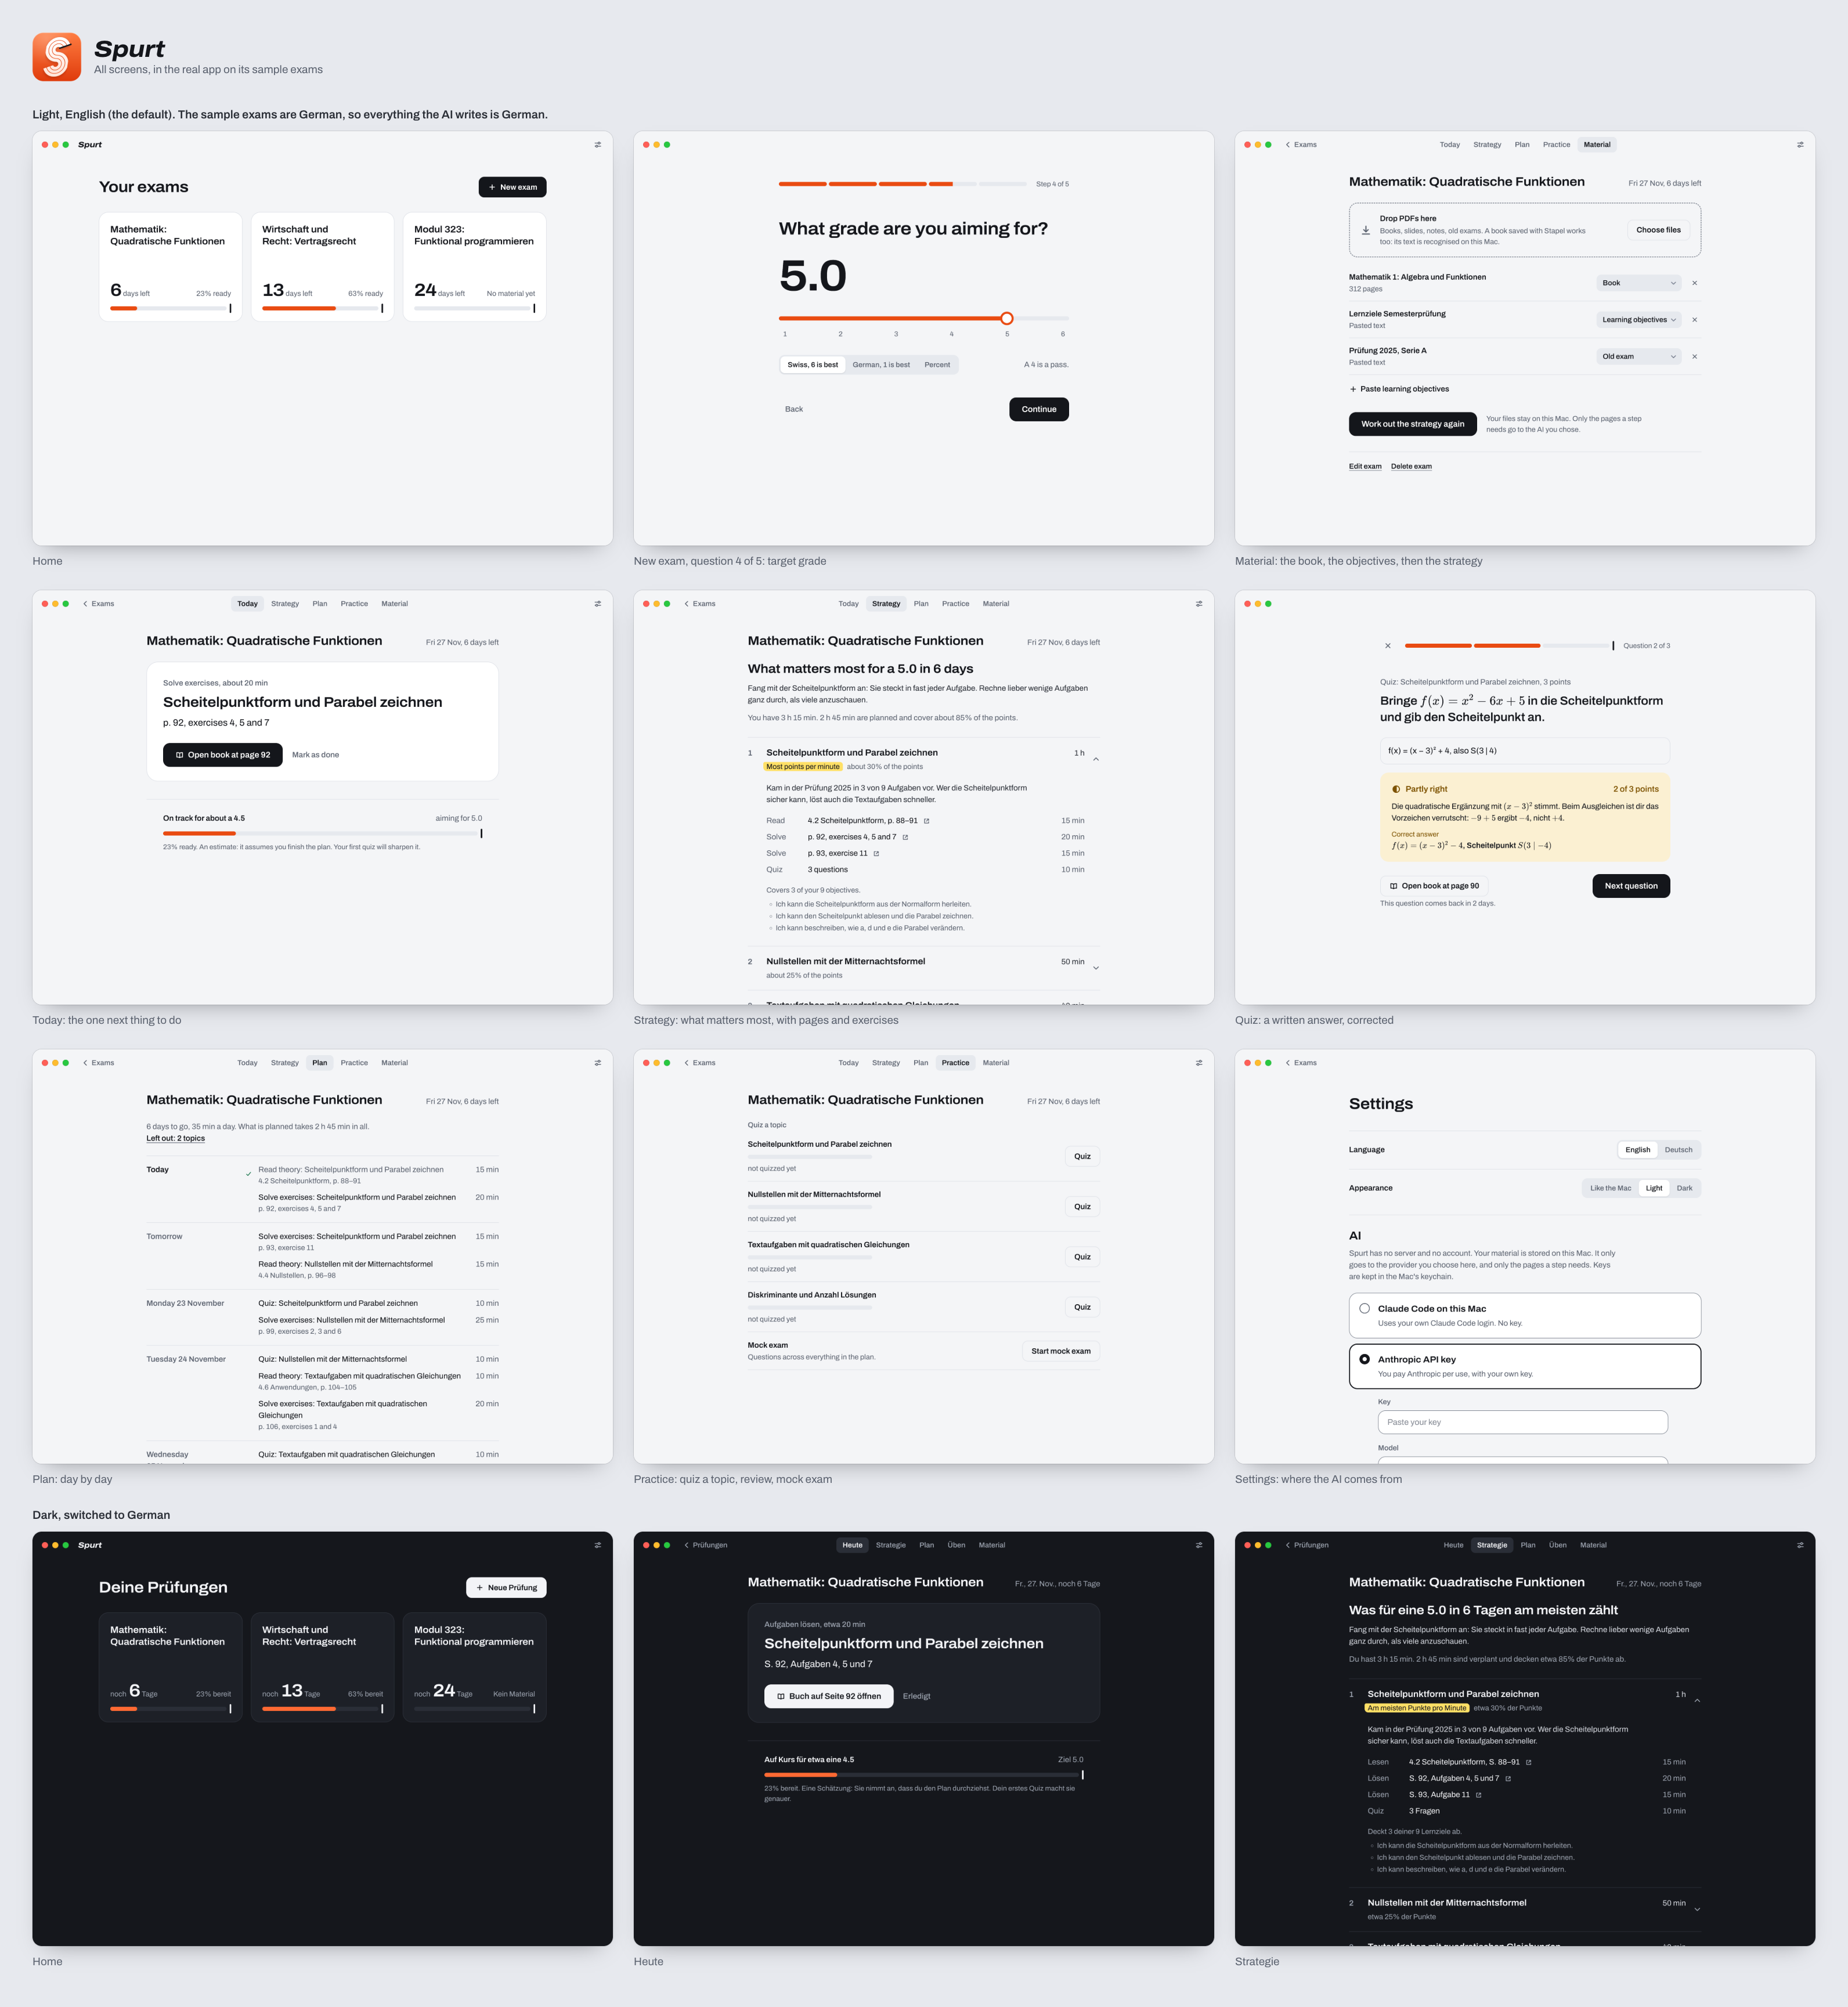 Spurt
All screens, in the real app on its sample exams
Light, English (the default). The sample exams are German, so everything the AI writes is German.
Spurt
Your exams
+ New exam
Mathematik:
Quadratische Funktionen
6 days left 23% ready
Wirtschaft und
Recht: Vertragsrecht
13 days left 63% ready
Modul 323:
Funktional programmieren
24 days left No material yet
Home
Step 4 of 5
What grade are you aiming for?
5.0
1 2 3 4 5 6
Swiss, 6 is best German, 1 is best Percent A 4 is a pass.
Back Continue
New exam, question 4 of 5: target grade
Exams Today Strategy Plan Practice Material
Mathematik: Quadratische Funktionen Fri 27 Nov, 6 days left
Drop PDFs here
Books, slides, notes, old exams. A book saved with Stapel works
too: its text is recognised on this Mac.
Choose files
Mathematik 1: Algebra und Funktionen
312 pages
Book
Lernziele Semesterprüfung
Pasted text
Learning objectives
Prüfung 2025, Serie A
Pasted text
Old exam
+ Paste learning objectives
Work out the strategy again
Your files stay on this Mac. Only the pages a step
needs go to the AI you chose.
Edit exam Delete exam
Material: the book, the objectives, then the strategy
Exams Today Strategy Plan Practice Material
Mathematik: Quadratische Funktionen Fri 27 Nov, 6 days left
Solve exercises, about 20 min
Scheitelpunktform und Parabel zeichnen
p. 92, exercises 4, 5 and 7
Open book at page 92 Mark as done
On track for about a 4.5 aiming for 5.0
23% ready. An estimate: it assumes you finish the plan. Your first quiz will sharpen it.
Today: the one next thing to do
Exams Today Strategy Plan Practice Material
Mathematik: Quadratische Funktionen Fri 27 Nov, 6 days left
What matters most for a 5.0 in 6 days
Fang mit der Scheitelpunktform an: Sie steckt in fast jeder Aufgabe. Rechne lieber wenige Aufgaben
ganz durch, als viele anzuschauen.
You have 3 h 15 min. 2 h 45 min are planned and cover about 85% of the points.
1 Scheitelpunktform und Parabel zeichnen 1 h
Most points per minute about 30% of the points
Kam in der Prüfung 2025 in 3 von 9 Aufgaben vor. Wer die Scheitelpunktform
sicher kann, löst auch die Textaufgaben schneller.
Read 4.2 Scheitelpunktform, p. 88–91 15 min
Solve p. 92, exercises 4, 5 and 7 20 min
Solve p. 93, exercise 11 15 min
Quiz 3 questions 10 min
Covers 3 of your 9 objectives.
Ich kann die Scheitelpunktform aus der Normalform herleiten.
Ich kann den Scheitelpunkt ablesen und die Parabel zeichnen.
Ich kann beschreiben, wie a, d und e die Parabel verändern.
2 Nullstellen mit der Mitternachtsformel 50 min
about 25% of the points
Strategy: what matters most, with pages and exercises
Question 2 of 3
Quiz: Scheitelpunktform und Parabel zeichnen, 3 points
Bringe f(x) = x² − 6x + 5 in die Scheitelpunktform
und gib den Scheitelpunkt an.
f(x) = (x – 3)² + 4, also S(3 | 4)
Partly right 2 of 3 points
Die quadratische Ergänzung mit (x − 3)² stimmt. Beim Ausgleichen ist dir das
Vorzeichen verrutscht: −9 + 5 ergibt −4, nicht +4.
Correct answer
f(x) = (x − 3)² − 4, Scheitelpunkt S(3 | −4)
Open book at page 90 Next question
This question comes back in 2 days.
Quiz: a written answer, corrected
Exams Today Strategy Plan Practice Material
Mathematik: Quadratische Funktionen Fri 27 Nov, 6 days left
6 days to go, 35 min a day. What is planned takes 2 h 45 min in all.
Left out: 2 topics
Today Read theory: Scheitelpunktform und Parabel zeichnen 15 min
4.2 Scheitelpunktform, p. 88–91
Solve exercises: Scheitelpunktform und Parabel zeichnen 20 min
p. 92, exercises 4, 5 and 7
Tomorrow Solve exercises: Scheitelpunktform und Parabel zeichnen 15 min
p. 93, exercise 11
Read theory: Nullstellen mit der Mitternachtsformel 15 min
4.4 Nullstellen, p. 96–98
Monday 23 November Quiz: Scheitelpunktform und Parabel zeichnen 10 min
Solve exercises: Nullstellen mit der Mitternachtsformel 25 min
p. 99, exercises 2, 3 and 6
Tuesday 24 November Quiz: Nullstellen mit der Mitternachtsformel 10 min
Read theory: Textaufgaben mit quadratischen Gleichungen 10 min
4.6 Anwendungen, p. 104–105
Solve exercises: Textaufgaben mit quadratischen 20 min
Gleichungen
p. 106, exercises 1 and 4
Wednesday Quiz: Textaufgaben mit quadratischen Gleichungen 10 min
Plan: day by day
Exams Today Strategy Plan Practice Material
Mathematik: Quadratische Funktionen Fri 27 Nov, 6 days left
Quiz a topic
Scheitelpunktform und Parabel zeichnen
not quizzed yet
Quiz
Nullstellen mit der Mitternachtsformel
not quizzed yet
Quiz
Textaufgaben mit quadratischen Gleichungen
not quizzed yet
Quiz
Diskriminante und Anzahl Lösungen
not quizzed yet
Quiz
Mock exam
Questions across everything in the plan.
Start mock exam
Practice: quiz a topic, review, mock exam
Exams
Settings
Language English Deutsch
Appearance Like the Mac Light Dark
AI
Spurt has no server and no account. Your material is stored on this Mac. It only
goes to the provider you choose here, and only the pages a step needs. Keys
are kept in the Mac's keychain.
Claude Code on this Mac
Uses your own Claude Code login. No key.
Anthropic API key
You pay Anthropic per use, with your own key.
Key
Paste your key
Model
Settings: where the AI comes from
Dark, switched to German
Spurt
Deine Prüfungen
+ Neue Prüfung
Mathematik:
Quadratische Funktionen
noch 6 Tage 23% bereit
Wirtschaft und
Recht: Vertragsrecht
noch 13 Tage 63% bereit
Modul 323:
Funktional programmieren
noch 24 Tage Kein Material
Home
Prüfungen Heute Strategie Plan Üben Material
Mathematik: Quadratische Funktionen Fr., 27. Nov., noch 6 Tage
Aufgaben lösen, etwa 20 min
Scheitelpunktform und Parabel zeichnen
S. 92, Aufgaben 4, 5 und 7
Buch auf Seite 92 öffnen Erledigt
Auf Kurs für etwa eine 4.5 Ziel 5.0
23% bereit. Eine Schätzung: Sie nimmt an, dass du den Plan durchziehst. Dein erstes Quiz macht sie
genauer.
Heute
Prüfungen Heute Strategie Plan Üben Material
Mathematik: Quadratische Funktionen Fr., 27. Nov., noch 6 Tage
Was für eine 5.0 in 6 Tagen am meisten zählt
Fang mit der Scheitelpunktform an: Sie steckt in fast jeder Aufgabe. Rechne lieber wenige Aufgaben
ganz durch, als viele anzuschauen.
Du hast 3 h 15 min. 2 h 45 min sind verplant und decken etwa 85% der Punkte ab.
1 Scheitelpunktform und Parabel zeichnen 1 h
Am meisten Punkte pro Minute etwa 30% der Punkte
Kam in der Prüfung 2025 in 3 von 9 Aufgaben vor. Wer die Scheitelpunktform
sicher kann, löst auch die Textaufgaben schneller.
Lesen 4.2 Scheitelpunktform, S. 88–91 15 min
Lösen S. 92, Aufgaben 4, 5 und 7 20 min
Lösen S. 93, Aufgabe 11 15 min
Quiz 3 Fragen 10 min
Deckt 3 deiner 9 Lernziele ab.
Ich kann die Scheitelpunktform aus der Normalform herleiten.
Ich kann den Scheitelpunkt ablesen und die Parabel zeichnen.
Ich kann beschreiben, wie a, d und e die Parabel verändern.
2 Nullstellen mit der Mitternachtsformel 50 min
etwa 25% der Punkte
Strategie